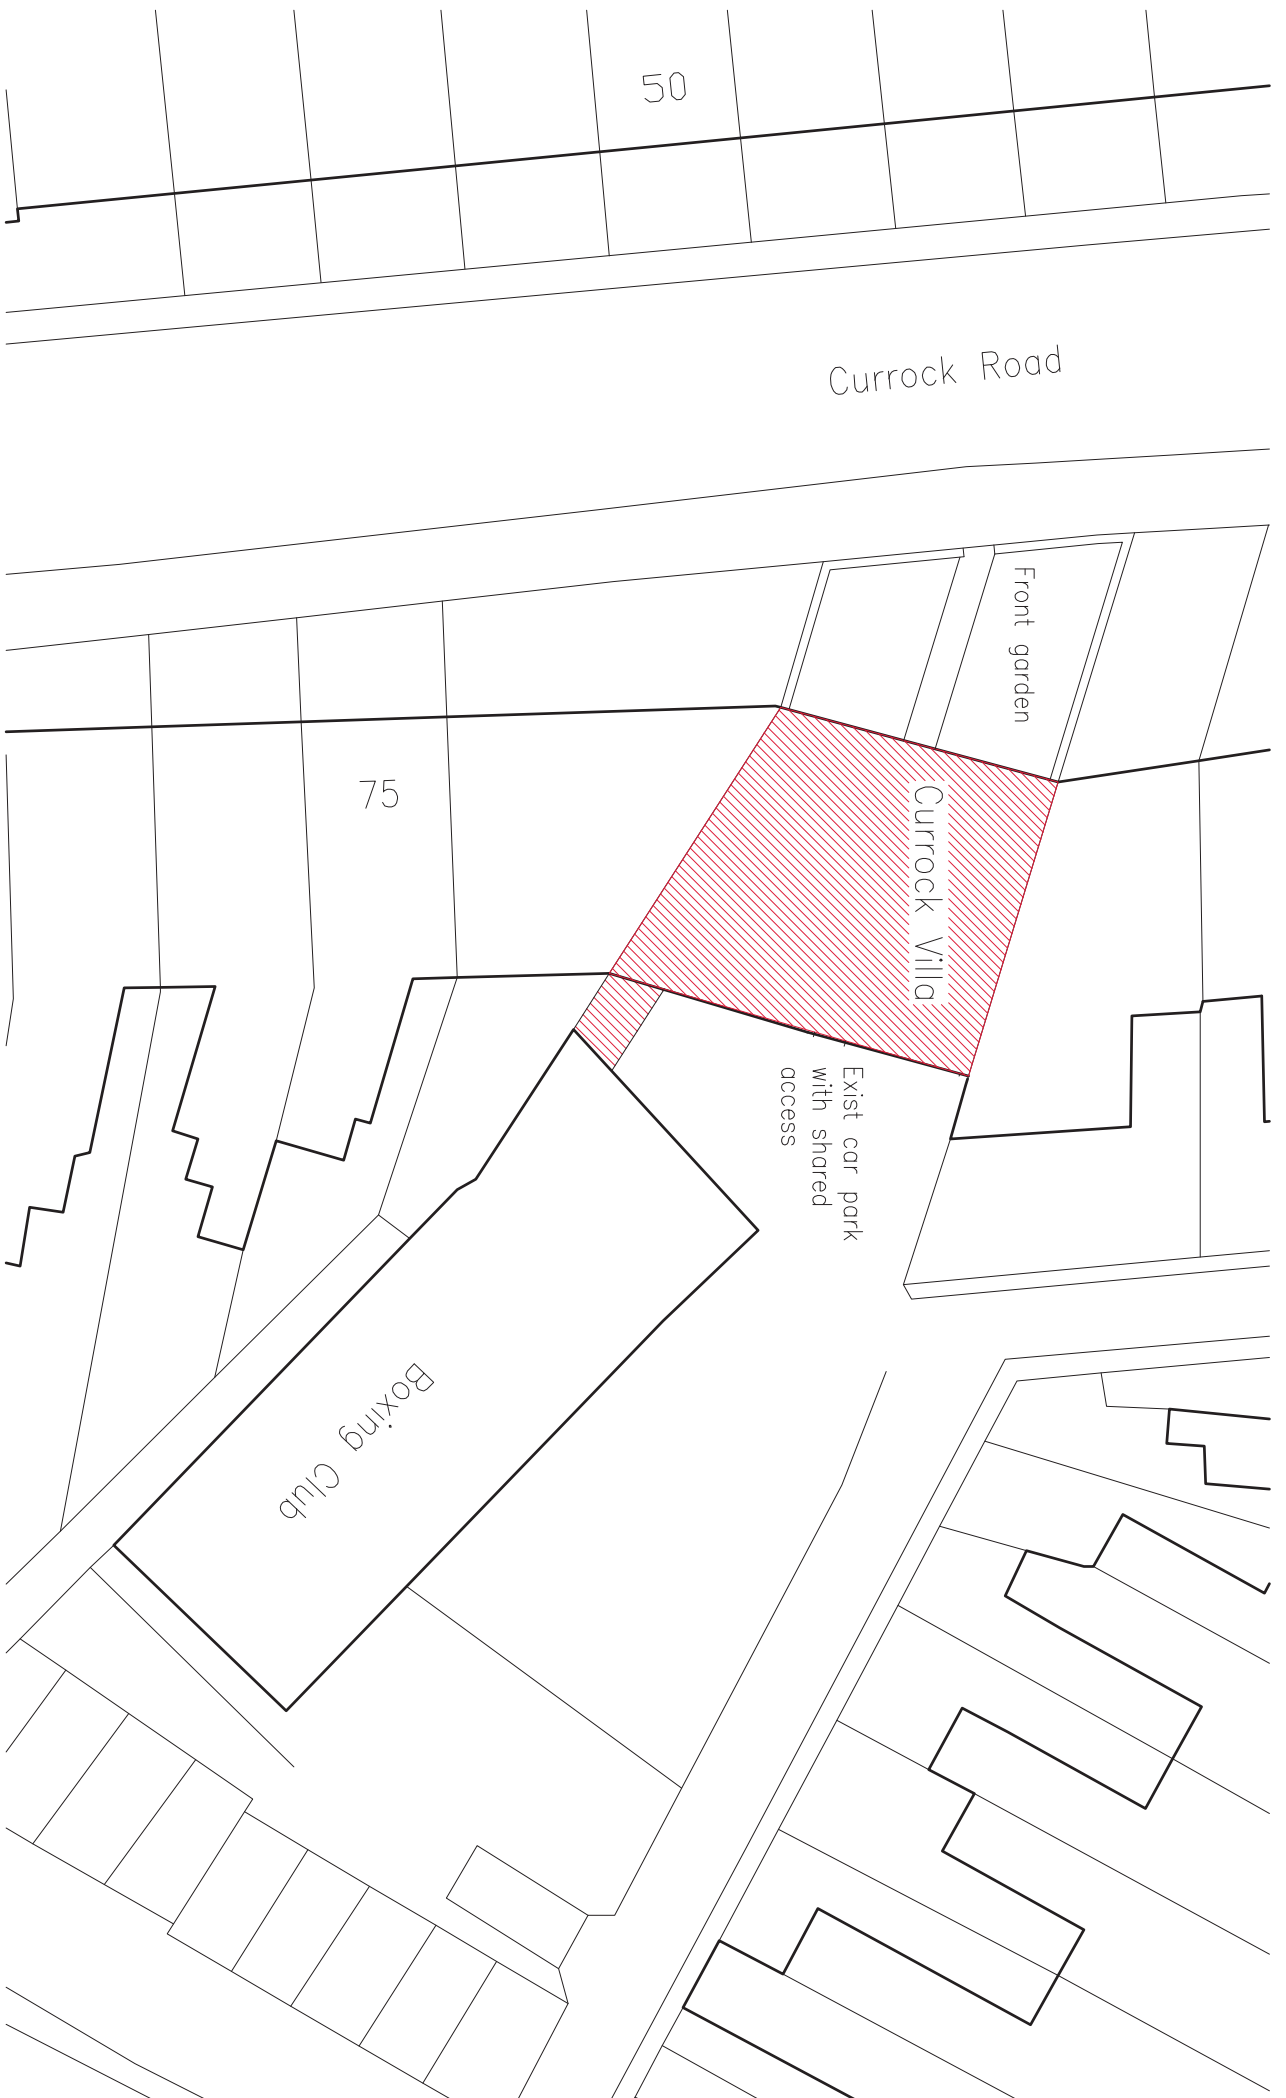 50
Currock Road
Front garden
75
Currock Villa
Exist car park
with shared
access
Boxing Club